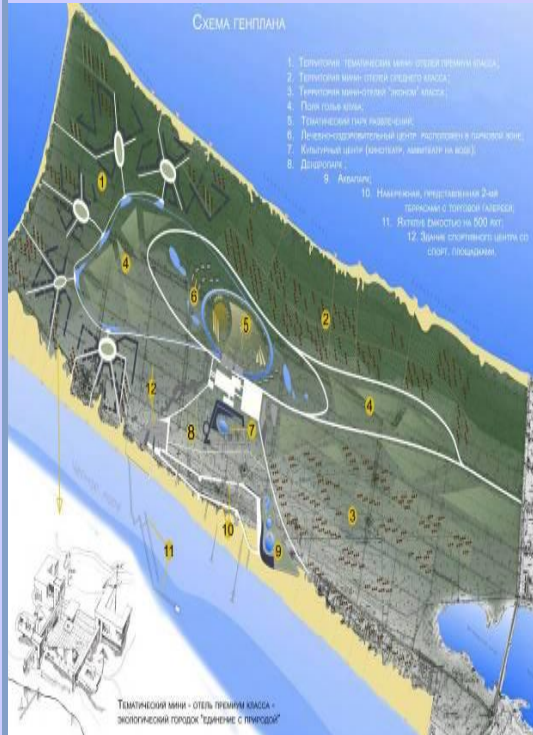 СХЕМА ГЕНПЛАНА
1. ТЕРРИТОРИЯ ТЕМАТИЧЕСКИХ МИНИ-ОТЕЛЕЙ ПРЕМИУМ КЛАССА;
2. ТЕРРИТОРИЯ МИНИ-ОТЕЛЕЙ СРЕДНЕГО КЛАССА;
3. ТЕРРИТОРИЯ МИНИ-ОТЕЛЕЙ "ЭКОНОМ" КЛАССА;
4. ПОЛЯ ГОЛЬФ КЛУБА;
5. ТЕМАТИЧЕСКИЙ ПАРК РАЗВЛЕЧЕНИЙ;
6. ЛЕЧЕБНО-ОЗДОРОВИТЕЛЬНЫЙ ЦЕНТР РАСПОЛОЖЕН В ПАРКОВОЙ ЗОНЕ;
7. КУЛЬТУРНЫЙ ЦЕНТР (КИНОТЕАТР, АМФИТЕАТР НА ВОДЕ);
8. ДЕНДРОПАРК;
9. АКВАПАРК;
10. НАБЕРЕЖНАЯ, ПРЕДСТАВЛЕННАЯ 2-МЯ
ТЕРРАСАМИ С ТОРГОВОЙ ГАЛЕРЕЕЙ;
11. ЯХТКЛУБ ЕМКОСТЬЮ НА 500 ЯХТ;
12. ЗДАНИЕ СПОРТИВНОГО ЦЕНТРА СО
СПОРТ. ПЛОЩАДКАМИ.
1
4
6
5
2
4
12
8
7
3
10
9
11
ТЕМАТИЧЕСКИЙ МИНИ - ОТЕЛЬ ПРЕМИУМ КЛАССА -
ЭКОЛОГИЧЕСКИЙ ГОРОДОК "ЕДИНЕНИЕ С ПРИРОДОЙ"